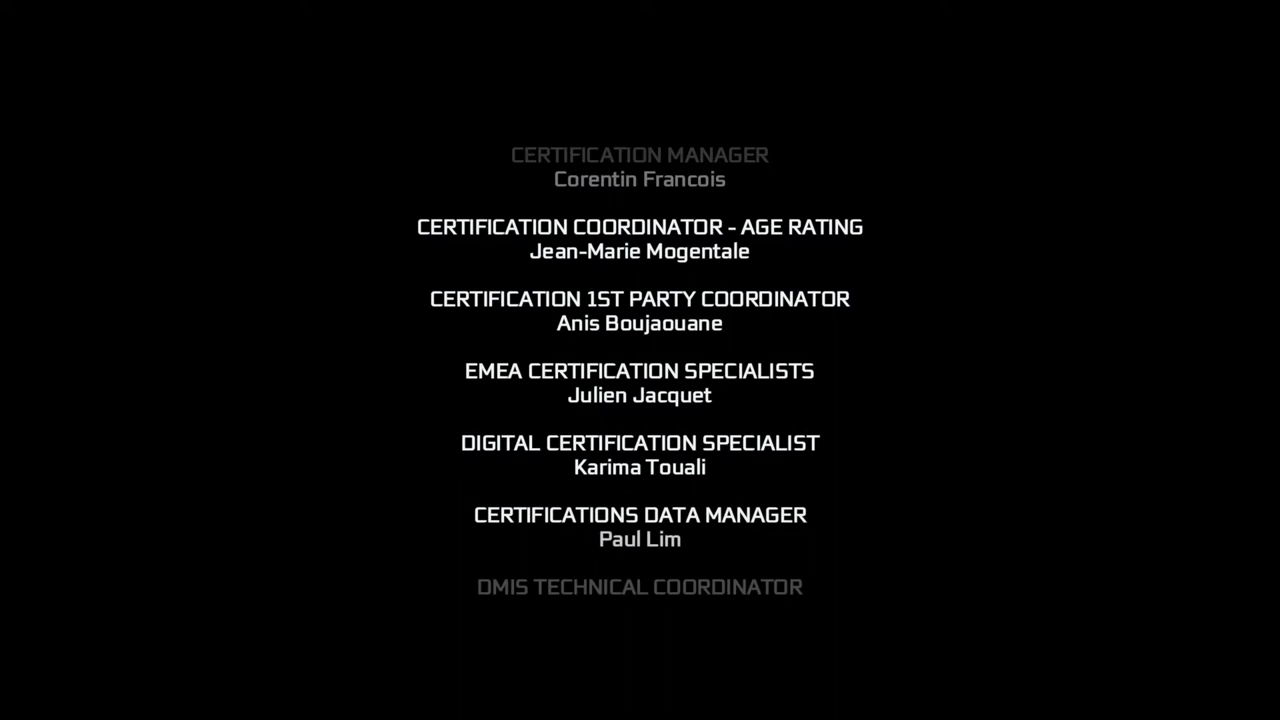 CERTIFICATION MANAGER
Corentin Francois
CERTIFICATION COORDINATOR - AGE RATING
Jean-Marie Mogentale
CERTIFICATION 1ST PARTY COORDINATOR
Anis Boujaouane
EMEA CERTIFICATION SPECIALISTS
Julien Jacquet
DIGITAL CERTIFICATION SPECIALIST
Karima Touali
CERTIFICATIONS DATA MANAGER
Paul Lim
DMIS TECHNICAL COORDINATOR